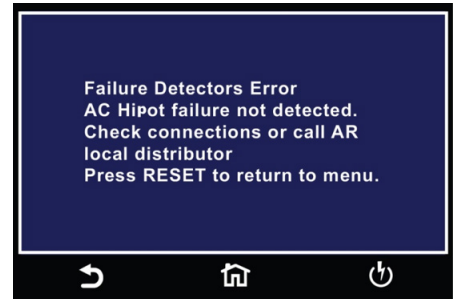 Failure Detectors Error
AC Hipot failure not detected.
Check connections or call AR
local distributor
Press RESET to return to menu.